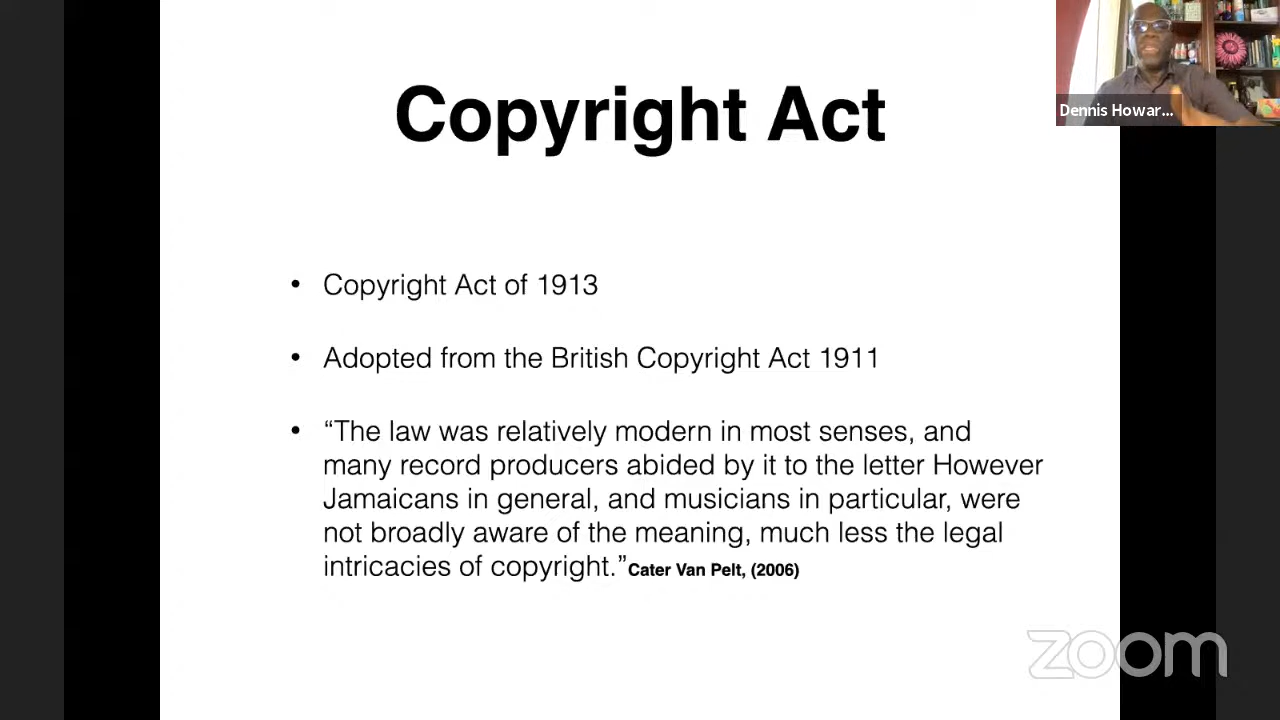 Copyright Act
Dennis Howar...
• Copyright Act of 1913
• Adopted from the British Copyright Act 1911
• “The law was relatively modern in most senses, and
many record producers abided by it to the letter However
Jamaicans in general, and musicians in particular, were
not broadly aware of the meaning, much less the legal
intricacies of copyright.” Cater Van Pelt, (2006)
zoom